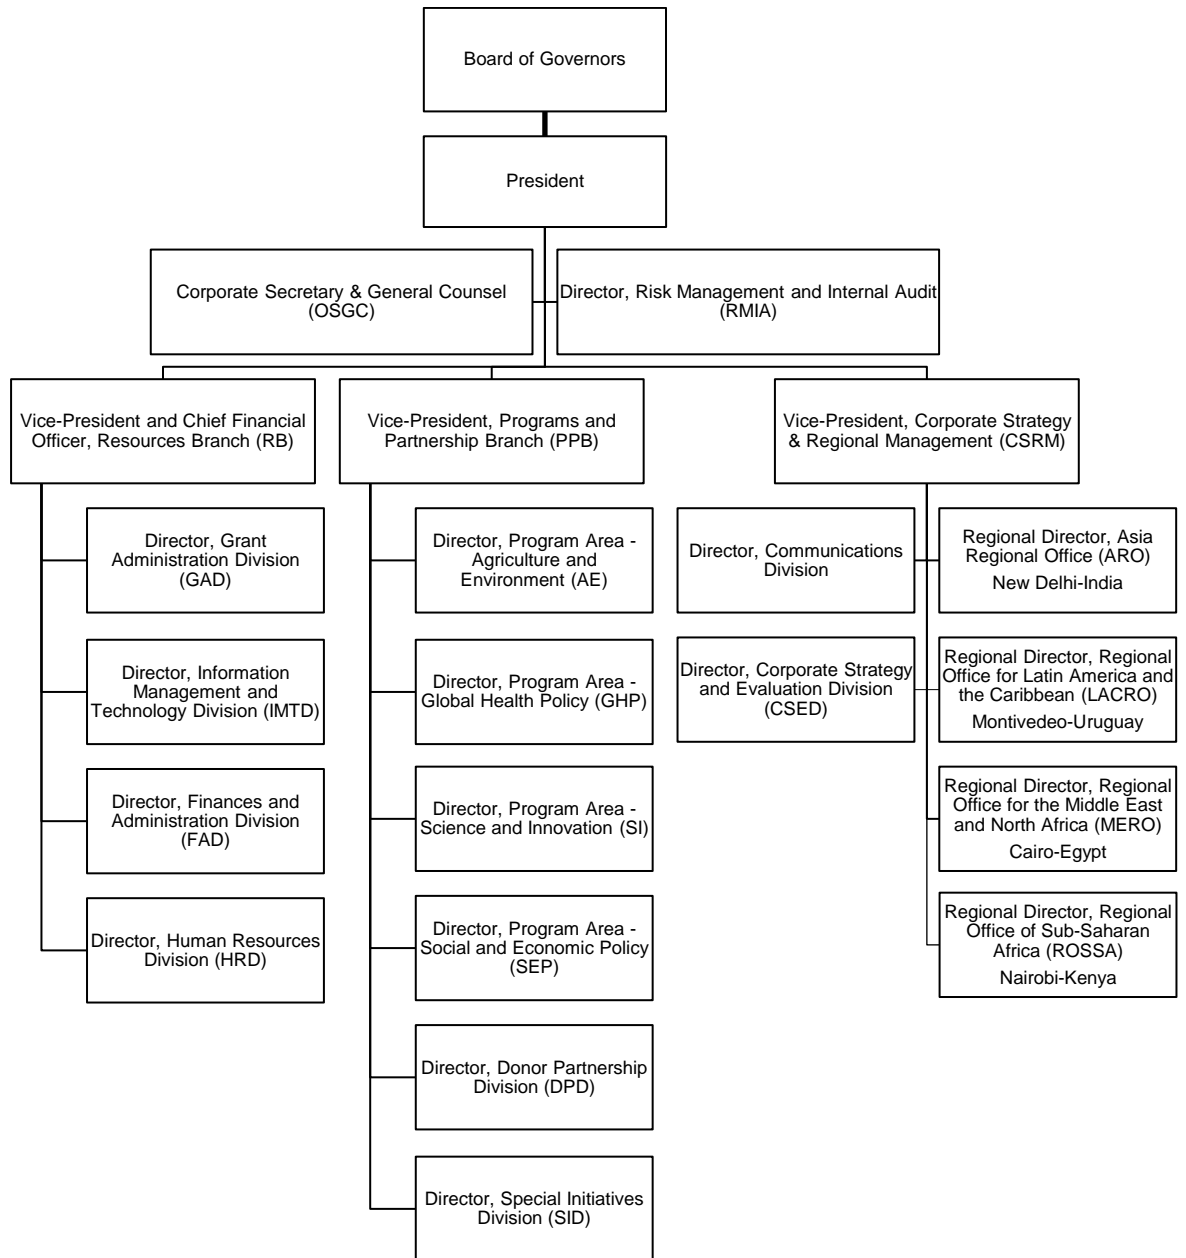 Board of Governors
President
Corporate Secretary & General Counsel
(OSGC)
Director, Risk Management and Internal Audit
(RMIA)
Vice-President and Chief Financial
Officer, Resources Branch (RB)
Vice-President, Programs and
Partnership Branch (PPB)
Vice-President, Corporate Strategy
& Regional Management (CSRM)
Director, Grant
Administration Division
(GAD)
Director, Information
Management and
Technology Division (IMTD)
Director, Finances and
Administration Division
(FAD)
Director, Human Resources
Division (HRD)
Director, Program Area -
Agriculture and
Environment (AE)
Director, Program Area -
Global Health Policy (GHP)
Director, Program Area -
Science and Innovation (SI)
Director, Program Area -
Social and Economic Policy
(SEP)
Director, Donor Partnership
Division (DPD)
Director, Special Initiatives
Division (SID)
Director, Communications
Division
Director, Corporate Strategy
and Evaluation Division
(CSED)
Regional Director, Asia
Regional Office (ARO)
New Delhi-India
Regional Director, Regional
Office for Latin America and
the Caribbean (LACRO)
Montivedeo-Uruguay
Regional Director, Regional
Office for the Middle East
and North Africa (MERO)
Cairo-Egypt
Regional Director, Regional
Office of Sub-Saharan
Africa (ROSSA)
Nairobi-Kenya